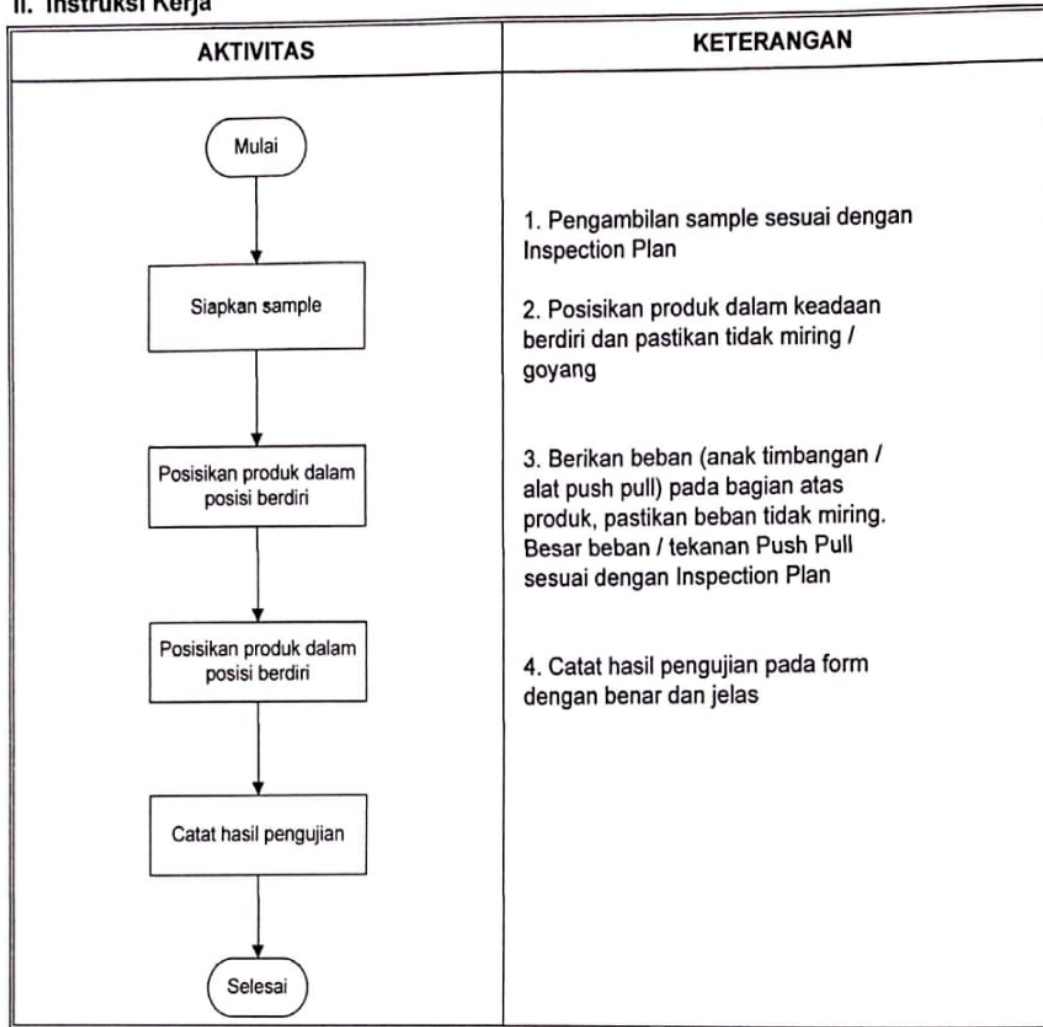 II. Instruksi Kerja
AKTIVITAS
KETERANGAN
Mulai
Siapkan sample
Posisikan produk dalam
posisi berdiri
Posisikan produk dalam
posisi berdiri
Catat hasil pengujian
Selesai
1. Pengambilan sample sesuai dengan
Inspection Plan
2. Posisikan produk dalam keadaan
berdiri dan pastikan tidak miring /
goyang
3. Berikan beban (anak timbangan /
alat push pull) pada bagian atas
produk, pastikan beban tidak miring.
Besar beban / tekanan Push Pull
sesuai dengan Inspection Plan
4. Catat hasil pengujian pada form
dengan benar dan jelas